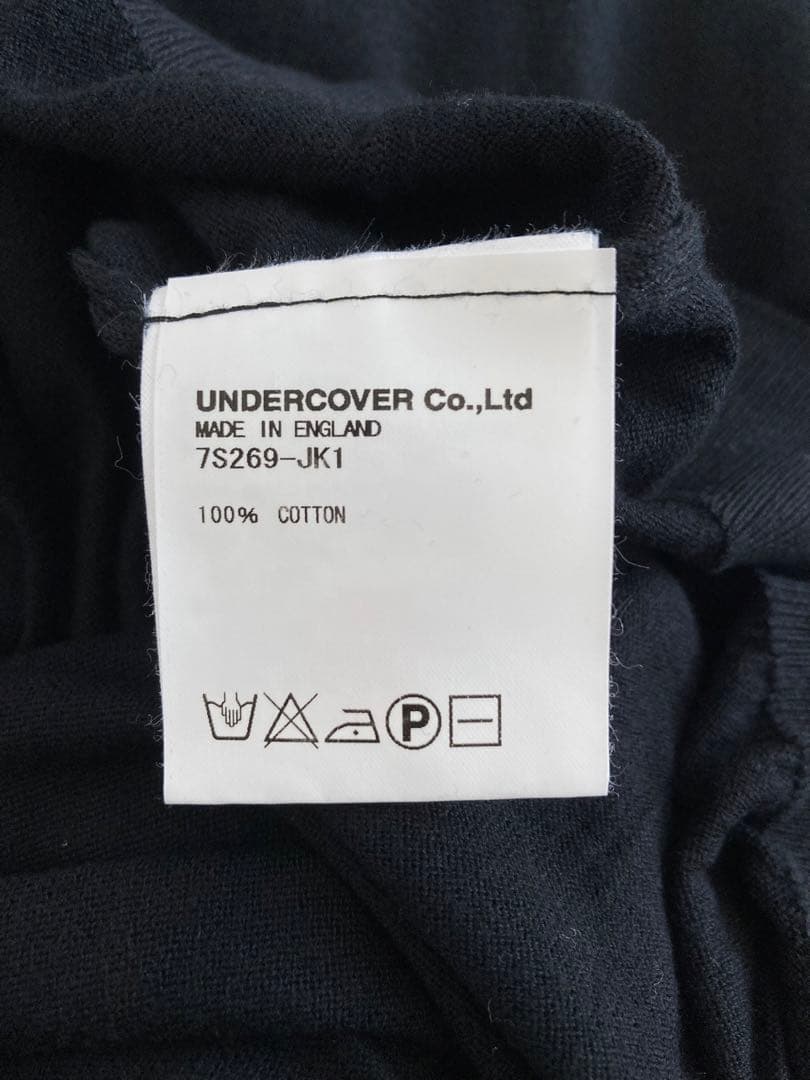 UNDERCOVER Co.,Ltd
MADE IN ENGLAND
7S269-JK1
100% COTTON
P